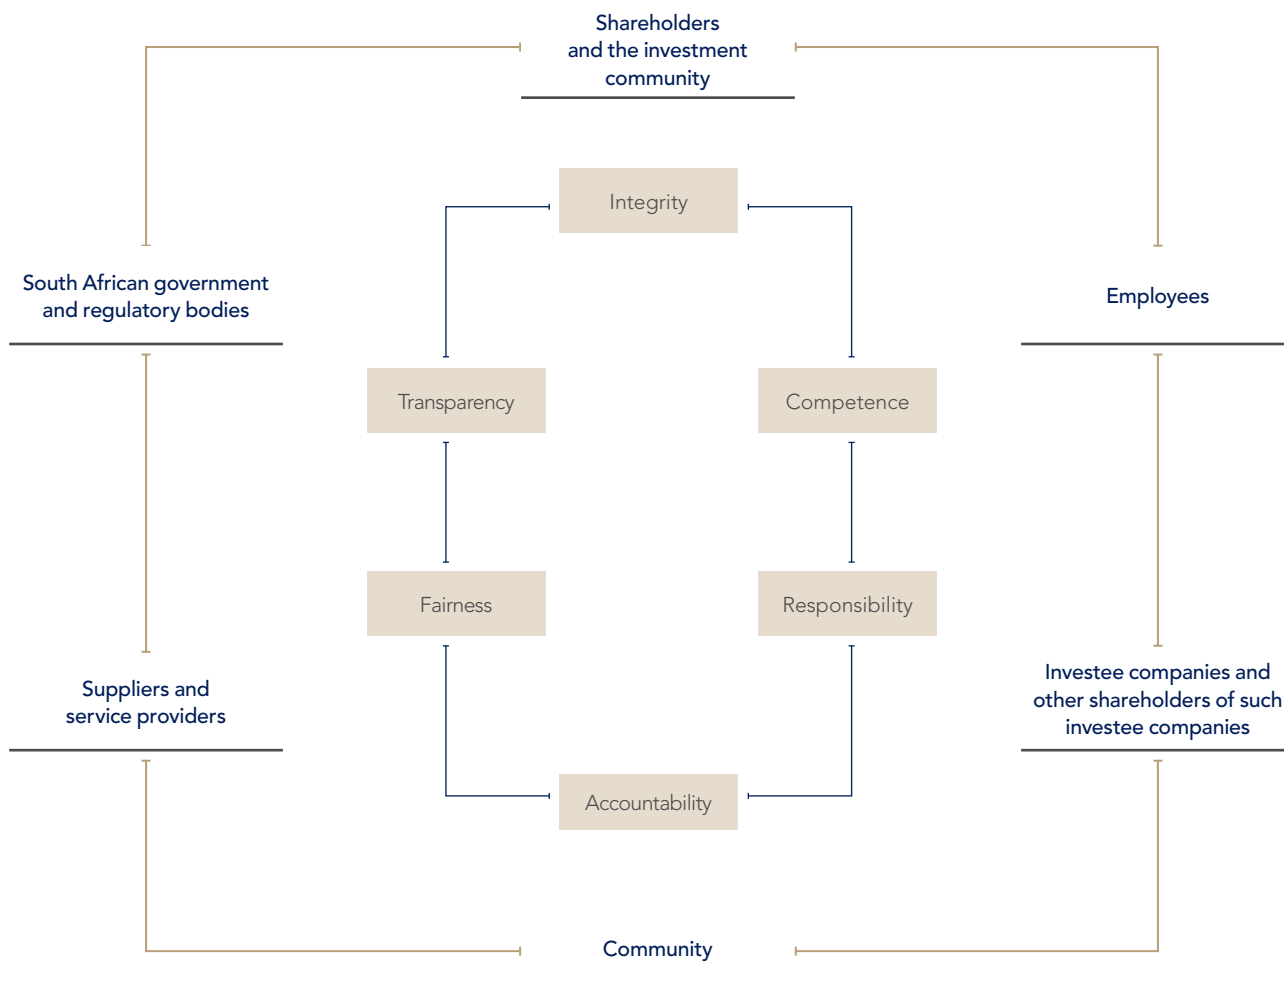 Shareholders
and the investment
community
Integrity
South African government
and regulatory bodies
Employees
Transparency
Competence
Fairness
Responsibility
Suppliers and
service providers
Investee companies and
other shareholders of such
investee companies
Accountability
Community